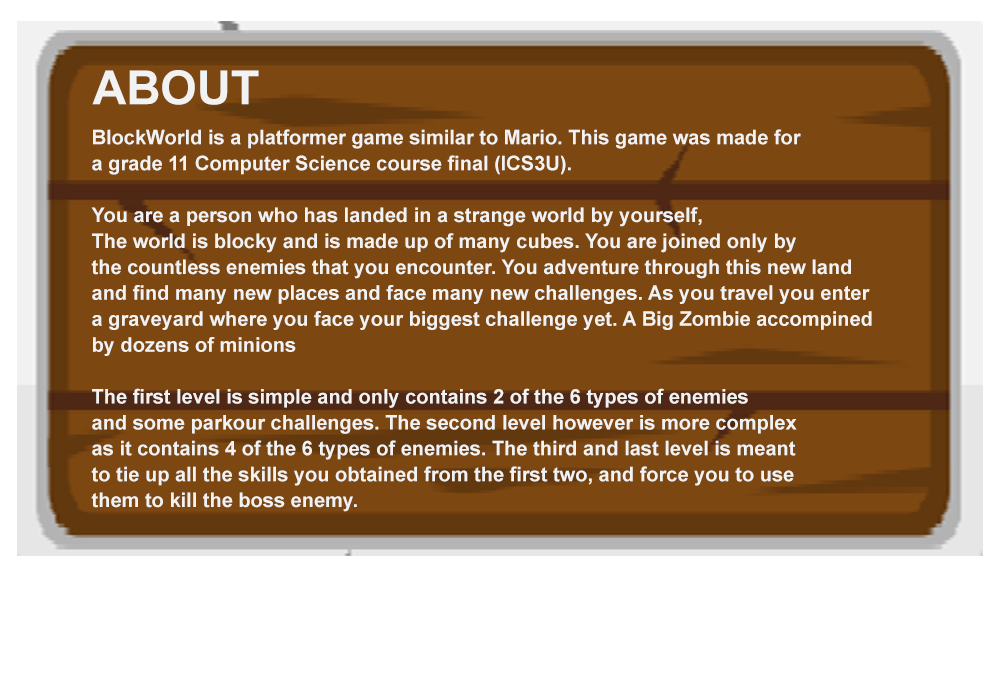 ABOUT
BlockWorld is a platformer game similar to Mario. This game was made for
a grade 11 Computer Science course final (ICS3U).
You are a person who has landed in a strange world by yourself,
The world is blocky and is made up of many cubes. You are joined only by
the countless enemies that you encounter. You adventure through this new land
and find many new places and face many new challenges. As you travel you enter
a graveyard where you face your biggest challenge yet. A Big Zombie accompined
by dozens of minions
The first level is simple and only contains 2 of the 6 types of enemies
and some parkour challenges. The second level however is more complex
as it contains 4 of the 6 types of enemies. The third and last level is meant
to tie up all the skills you obtained from the first two, and force you to use
them to kill the boss enemy.